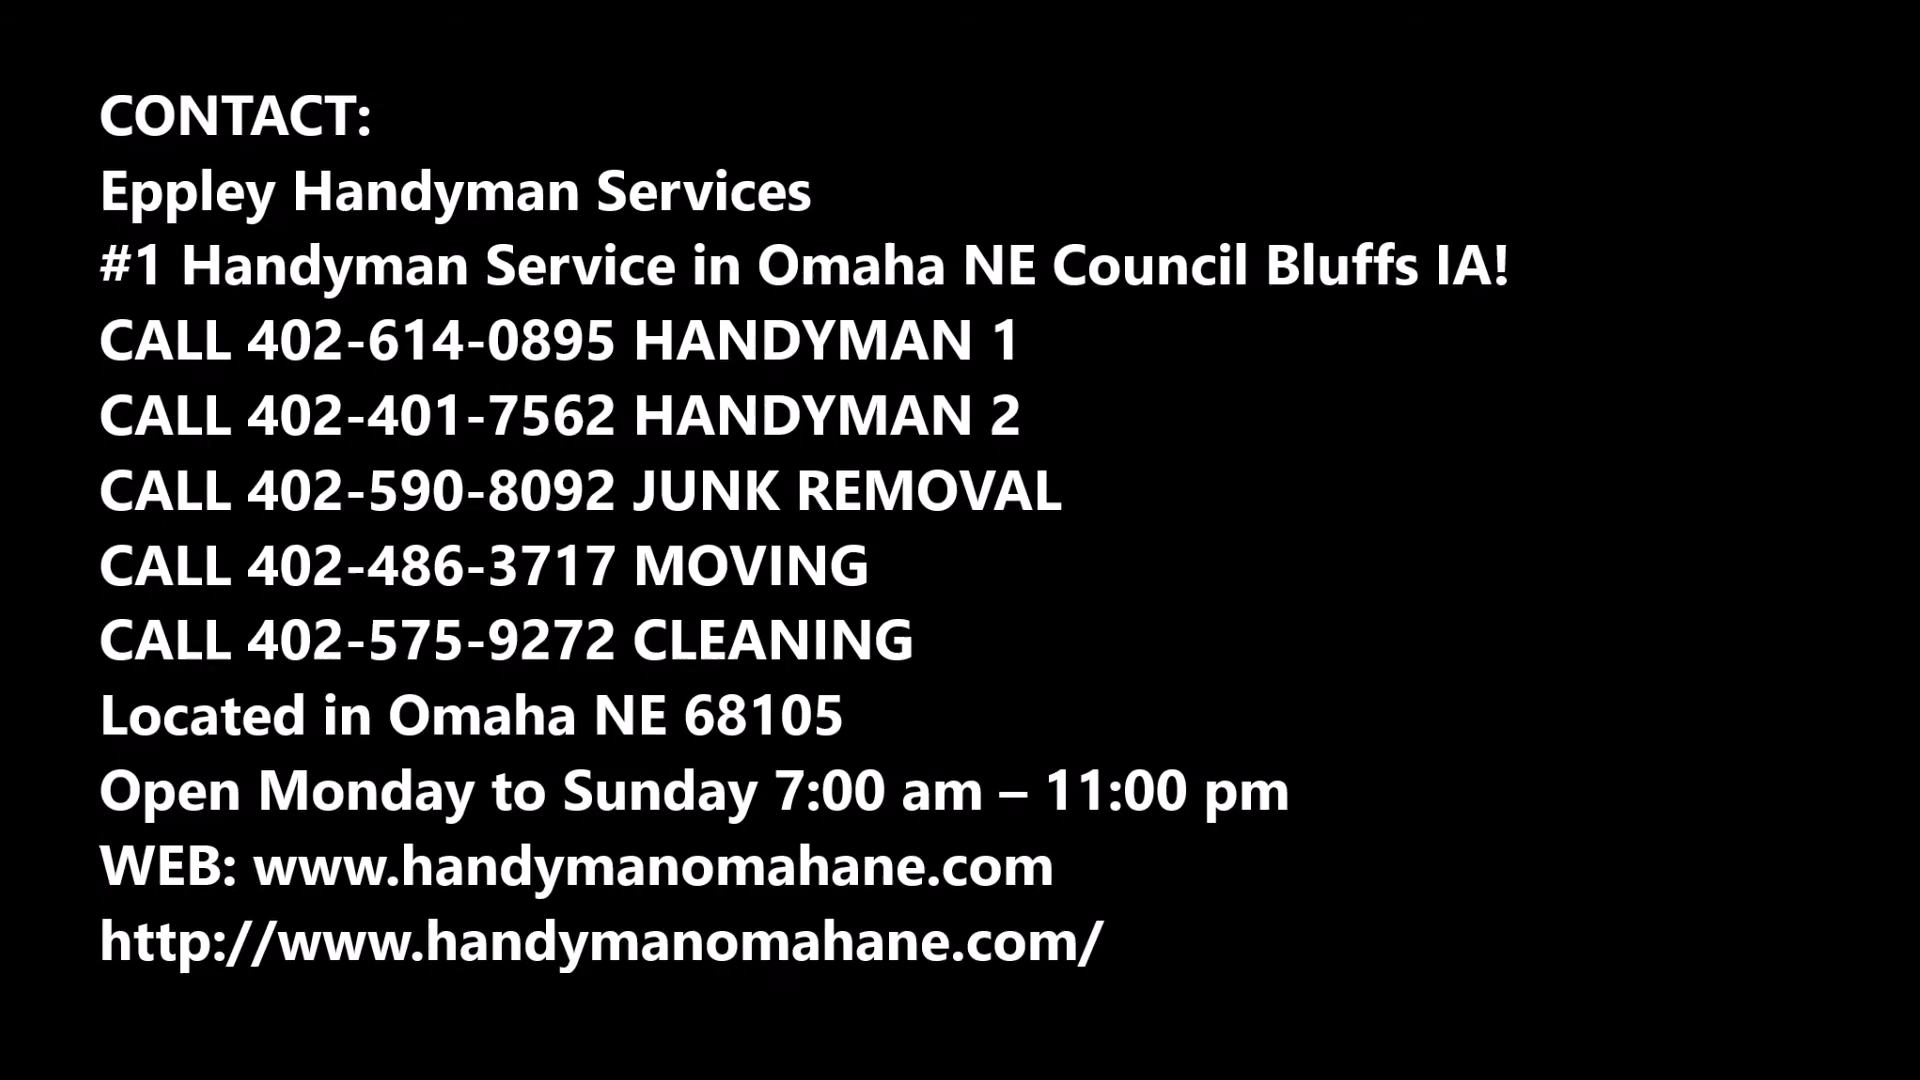 CONTACT:
Eppley Handyman Services
#1 Handyman Service in Omaha NE Council Bluffs IA!
CALL 402-614-0895 HANDYMAN 1
CALL 402-401-7562 HANDYMAN 2
CALL 402-590-8092 JUNK REMOVAL
CALL 402-486-3717 MOVING
CALL 402-575-9272 CLEANING
Located in Omaha NE 68105
Open Monday to Sunday 7:00 am – 11:00 pm
WEB: www.handymanomahane.com
http://www.handymanomahane.com/